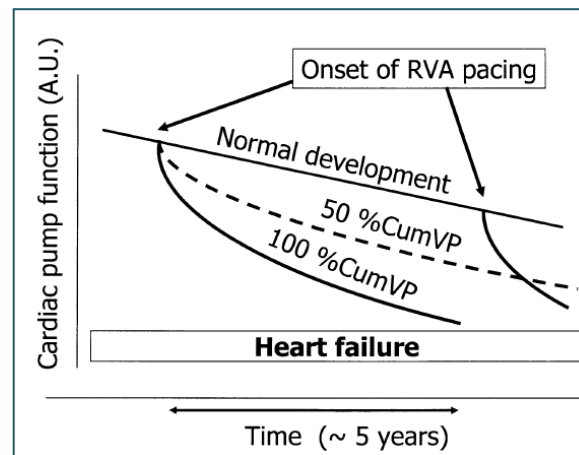 Cardiac pump function (A.U.)
Onset of RVA pacing
Normal development
50 %CumVP
100 %CumVP
Heart failure
Time (~ 5 years)